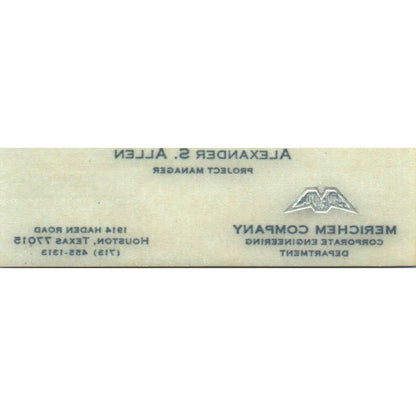 ALEXANDER S. ALLEN
PROJECT MANAGER
MERICHEM COMPANY
CORPORATE ENGINEERING
DEPARTMENT
1914 HADEN ROAD
HOUSTON, TEXAS 77015
(713) 455-1313